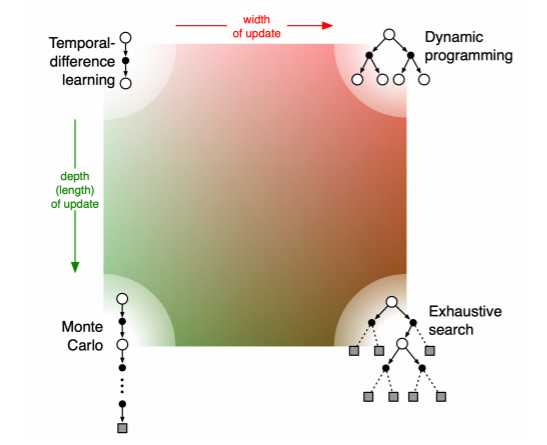 width
of update
Temporal-
difference
learning
Dynamic
programming
depth
(length)
of update
Monte
Carlo
Exhaustive
search